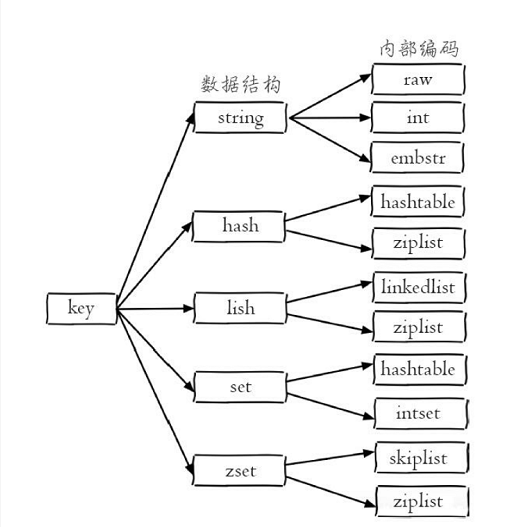 内部编码
数据结构
raw
string
int
embstr
hashtable
hash
ziplist
linkedlist
key
lish
ziplist
hashtable
set
intset
skiplist
zset
ziplist